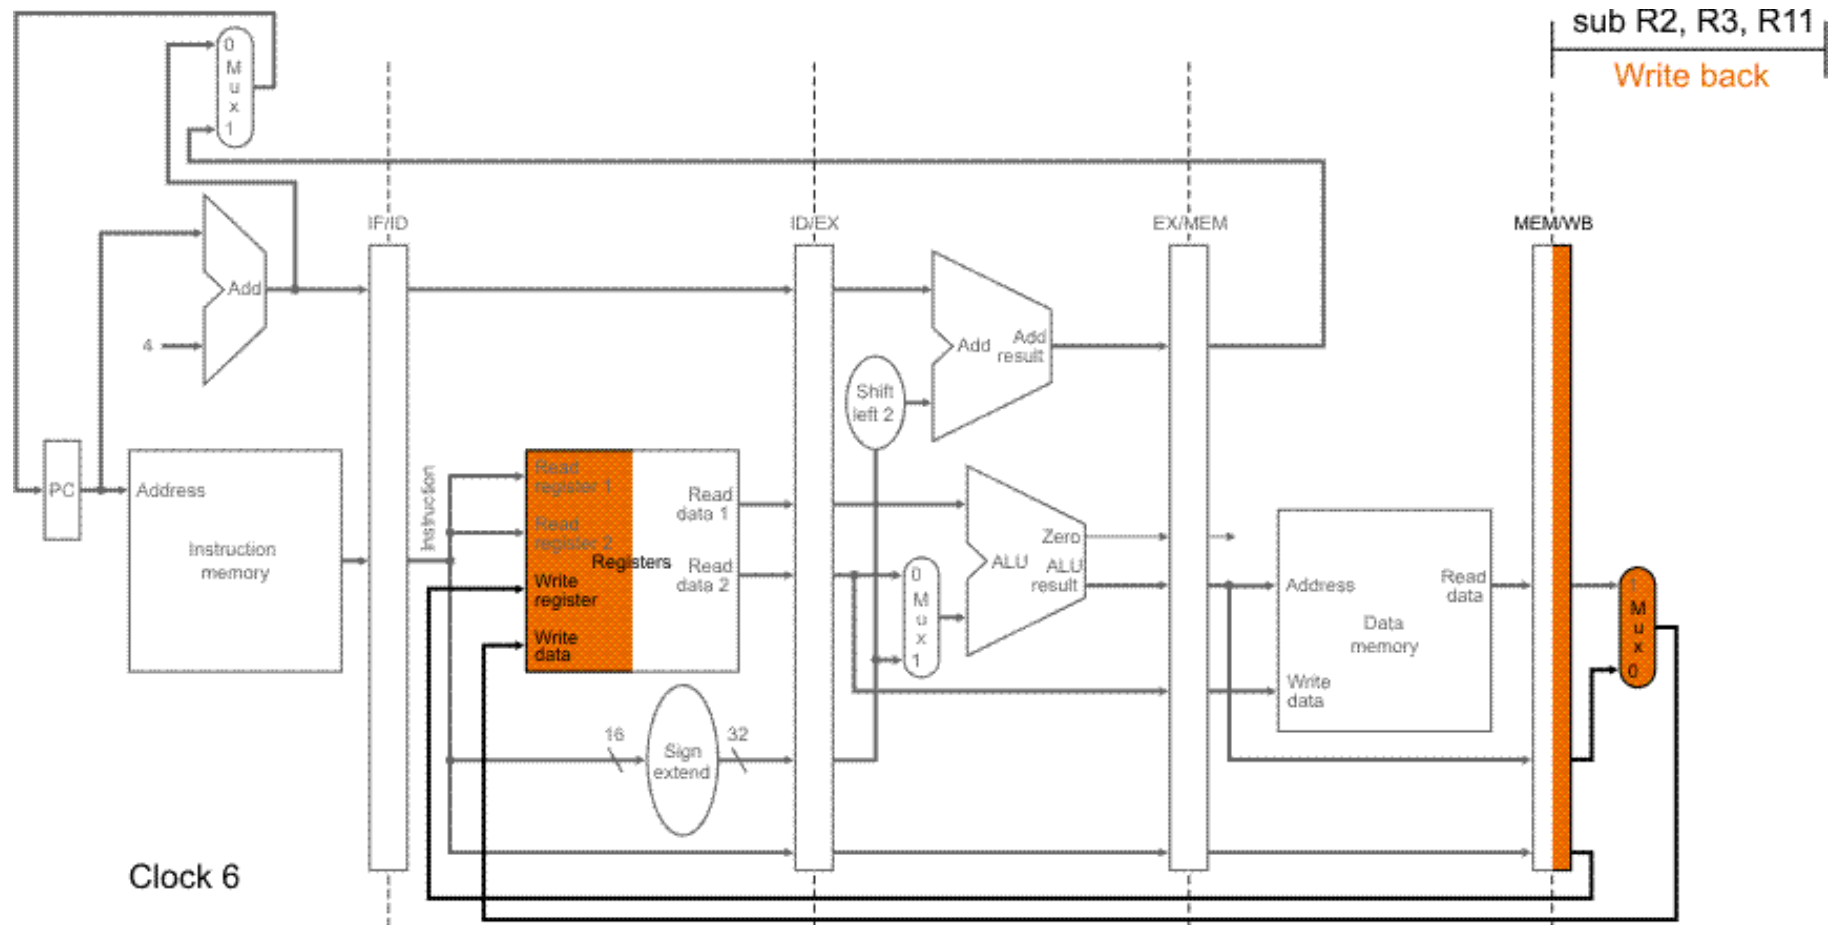 sub R2, R3, R11
Write back
0
M
u
x
1
IF/ID
ID/EX
EX/MEM
MEM/WB
Add
4
Add
Add
result
Shift
left 2
PC
Address
Instruction
memory
Instruction
Read
register 1
Read
register 2
Registers
Write
register
Write
data
Read
data 1
Read
data 2
0
M
u
x
1
Zero
ALU
ALU
result
Address
Read
data
Data
memory
Write
data
1
M
u
x
0
16
Sign
extend
32
Clock 6